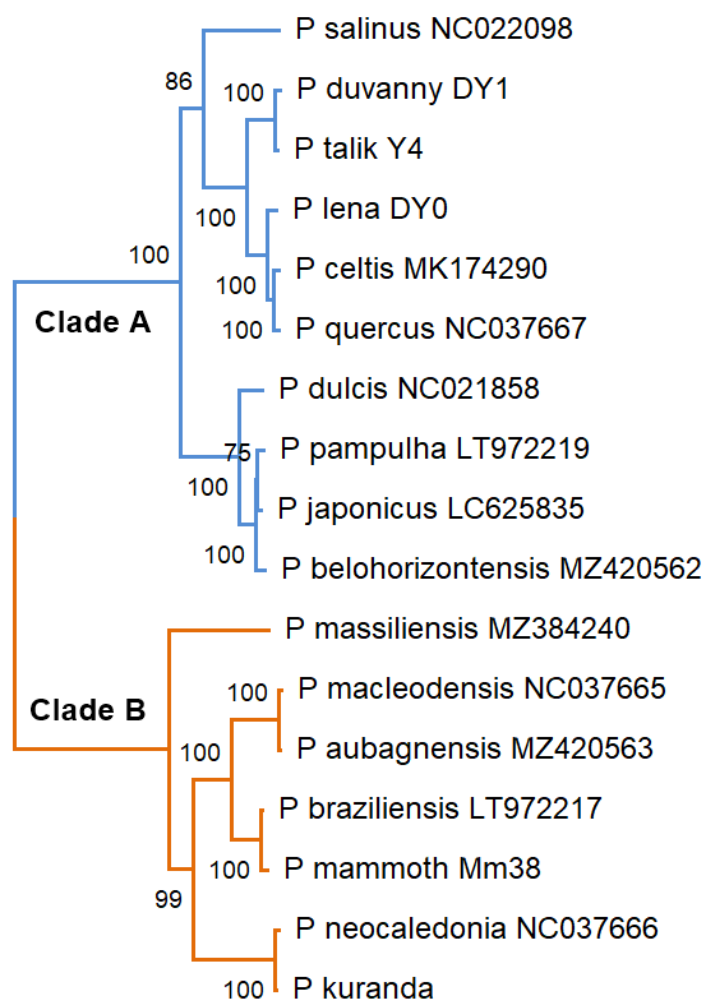 P salinus NC022098
86
100 P duvanny DY1
P talik Y4
100 P lena DY0
100
100 P celtis MK174290
Clade A
100 P quercus NC037667
P dulcis NC021858
75 P pampulha LT972219
100 P japonicus LC625835
100 P belohorizontensis MZ420562
P massiliensis MZ384240
Clade B
100 P macleodensis NC037665
100 P aubagnensis MZ420563
P braziliensis LT972217
100 P mammoth Mm38
99
P neocaledonia NC037666
100 P kuranda